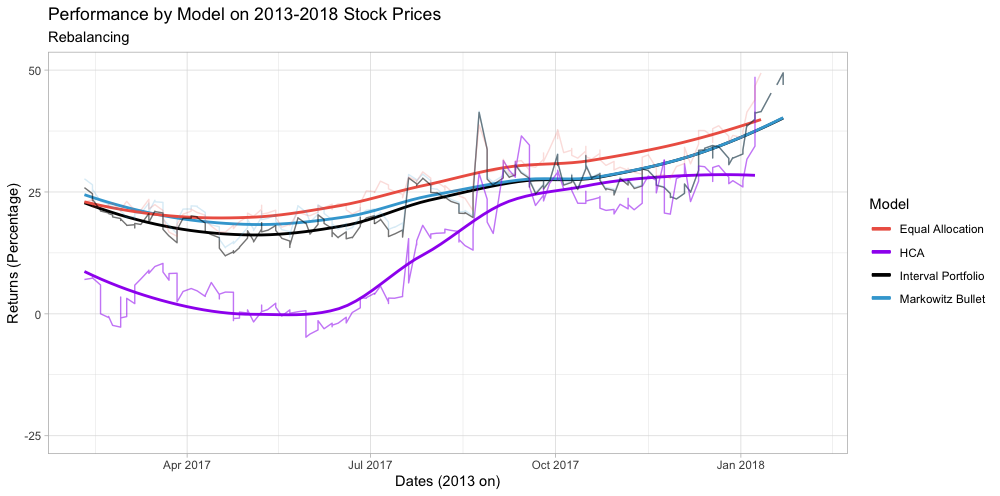 Performance by Model on 2013-2018 Stock Prices
Rebalancing
Returns (Percentage)
50
25
0
-25
Apr 2017
Jul 2017
Oct 2017
Jan 2018
Dates (2013 on)
Model
Equal Allocation
HCA
Interval Portfolio
Markowitz Bullet